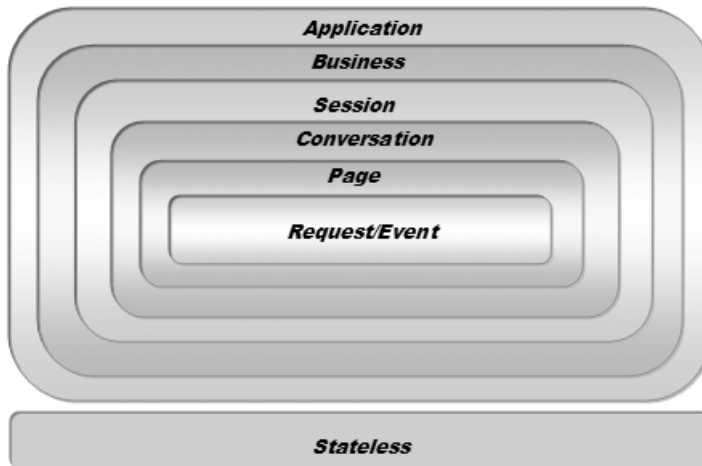 Application
Business
Session
Conversation
Page
Request/Event
Stateless